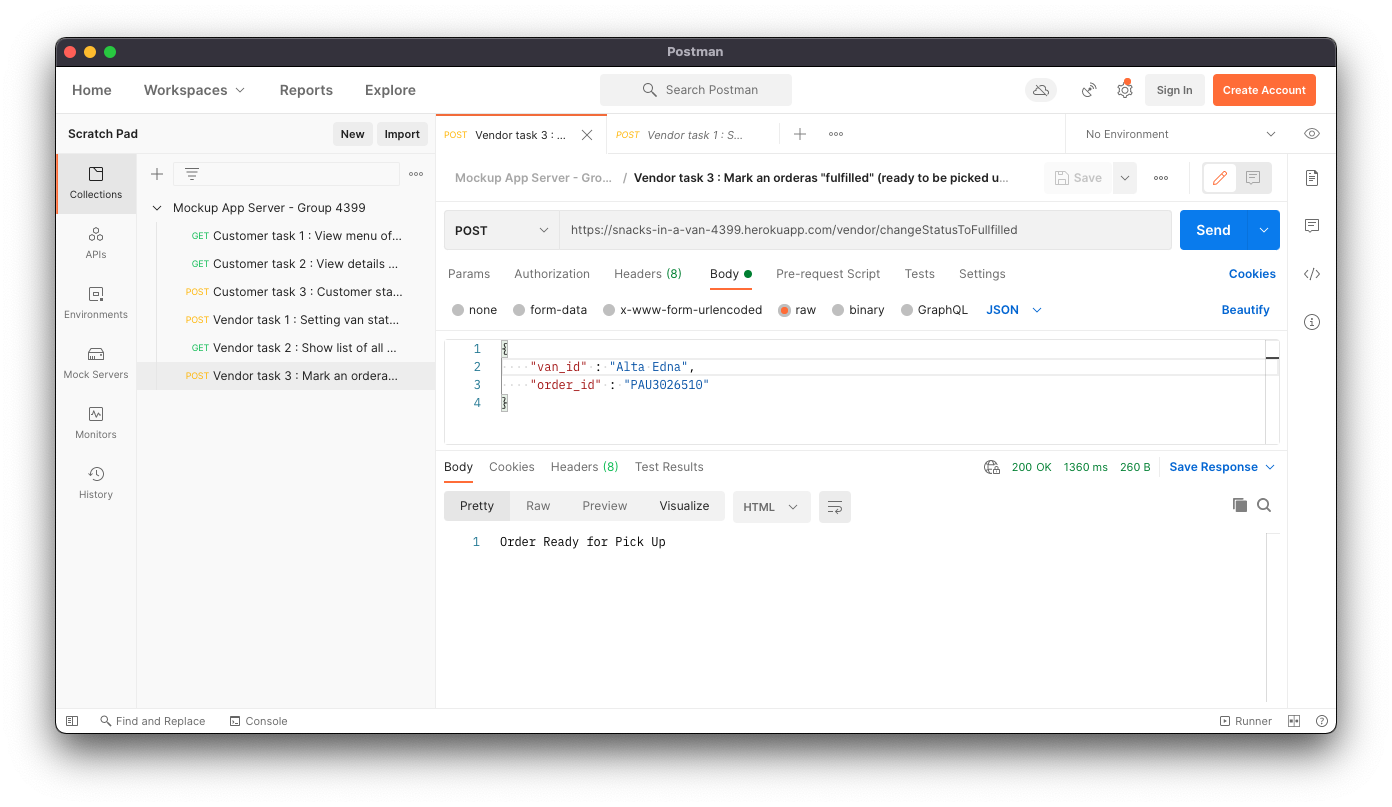 Postman
Home Workspaces Reports Explore Search Postman Sign In Create Account
Scratch Pad New Import
POST Vendor task 3 : ... POST Vendor task 1 : S... No Environment
Collections
APIs
Environments
Mock Servers
Monitors
History
Mockup App Server - Group 4399
GET Customer task 1 : View menu of...
GET Customer task 2 : View details ...
POST Customer task 3 : Customer sta...
POST Vendor task 1 : Setting van stat...
GET Vendor task 2 : Show list of all ...
POST Vendor task 3 : Mark an ordera...
Mockup App Server - Gro... / Vendor task 3 : Mark an orderas "fulfilled" (ready to be picked u... Save
POST https://snacks-in-a-van-4399.herokuapp.com/vendor/changeStatusToFullfilled Send
Params Authorization Headers (8) Body Pre-request Script Tests Settings Cookies
none form-data x-www-form-urlencoded raw binary GraphQL JSON Beautify
1 {
2 "van_id" : "Alta Edna",
3 "order_id" : "PAU3026510"
4 }
Body Cookies Headers (8) Test Results 200 OK 1360 ms 260 B Save Response
Pretty Raw Preview Visualize HTML
1 Order Ready for Pick Up
Find and Replace Console Runner